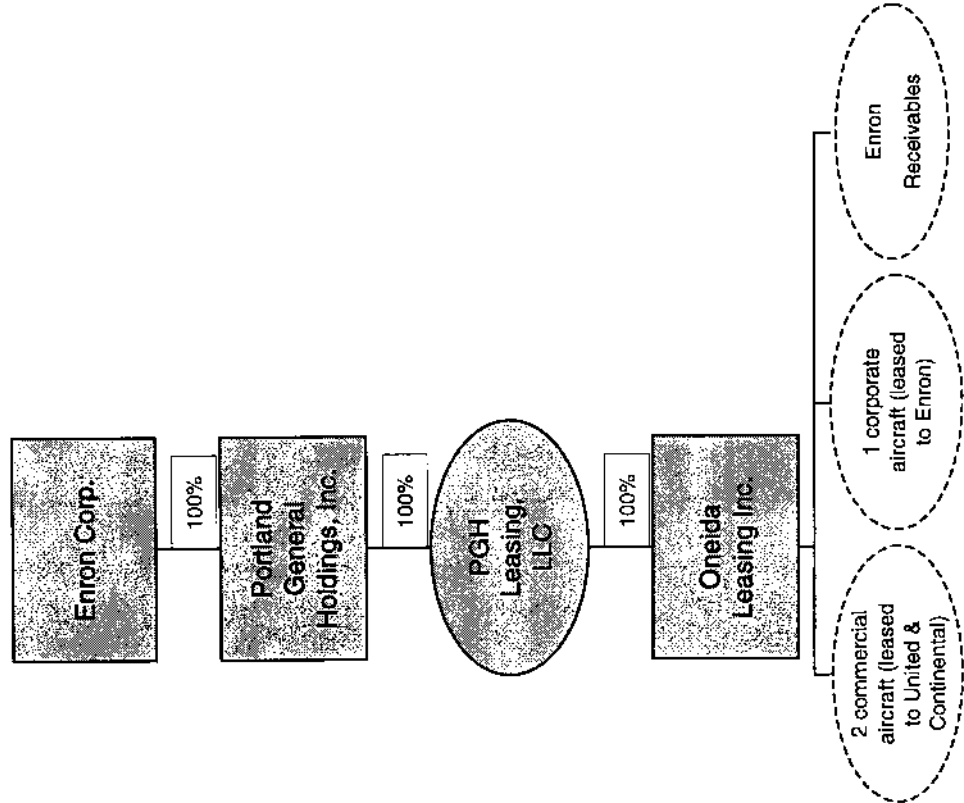 Enron Corp.
100%
Portland
General
Holdings, Inc.
100%
PGH
Leasing,
LLC
100%
Oneida
Leasing Inc.
2 commercial
aircraft (leased
to United &
Continental)
1 corporate
aircraft (leased
to Enron)
Enron
Receivables